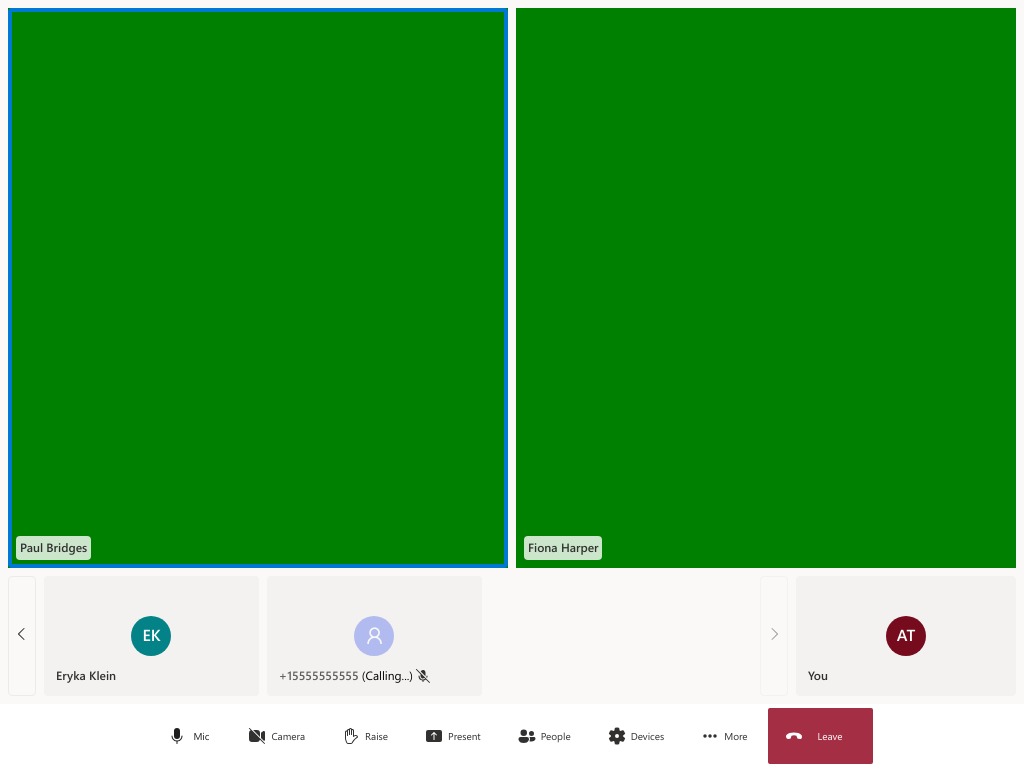 Paul Bridges
Fiona Harper
EK
Eryka Klein
+15555555555 (Calling...)
AT
You
Mic
Camera
Raise
Present
People
Devices
More
Leave